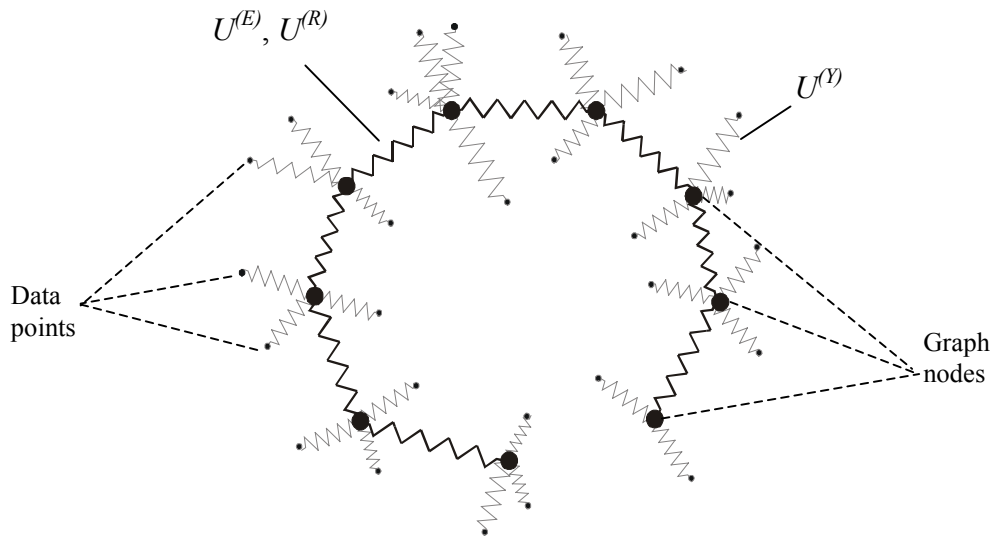 U(E), U(R)
U(Y)
Data
points
Graph
nodes